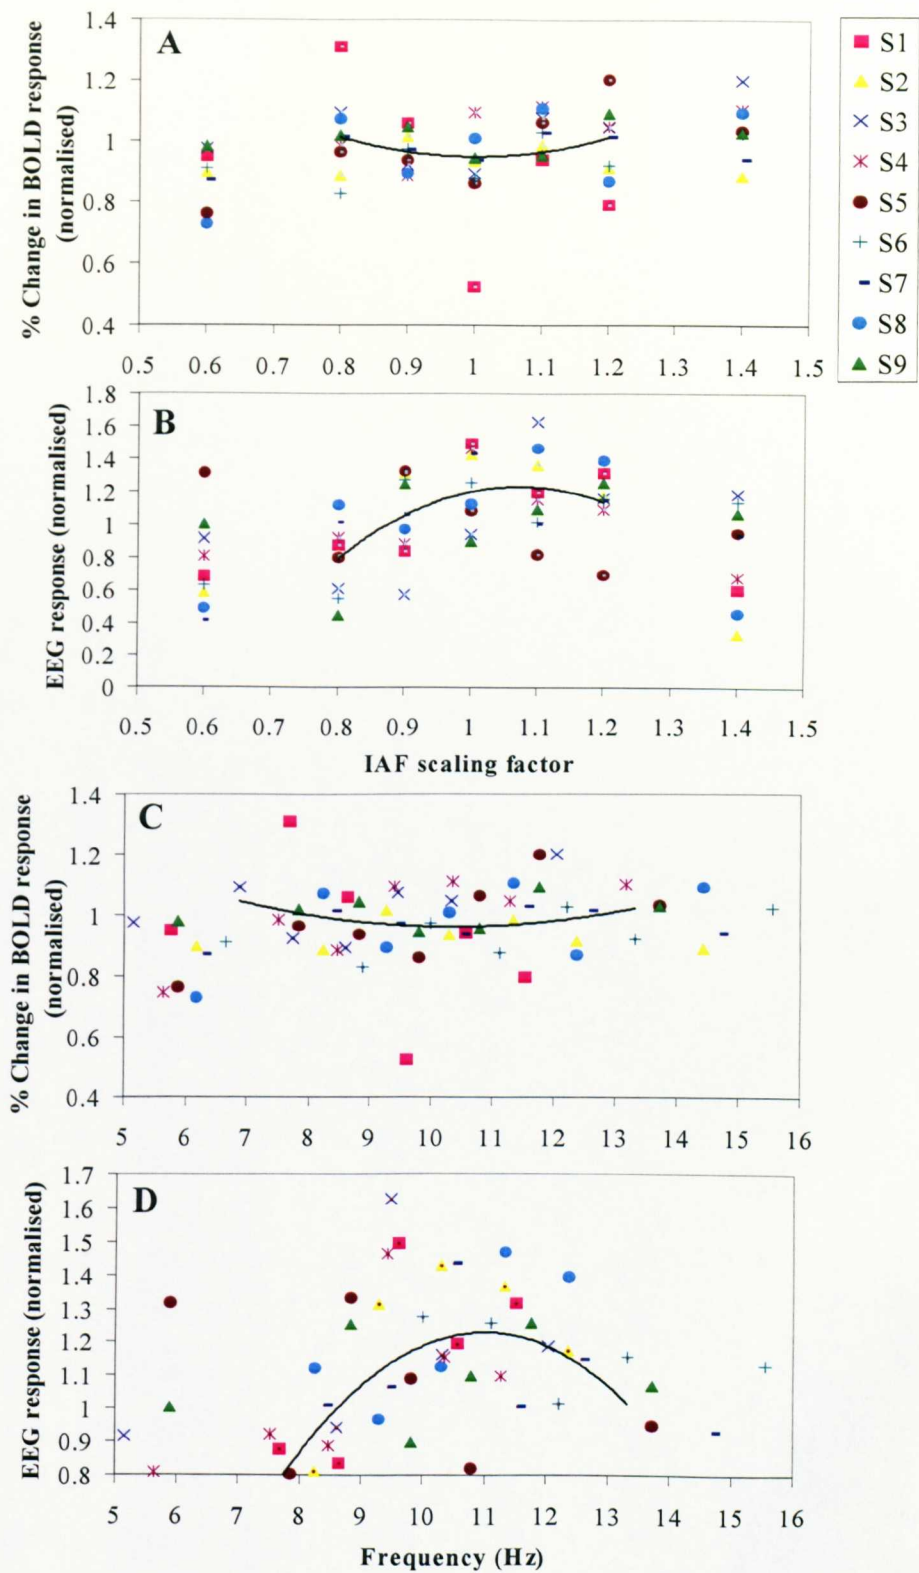 A
% Change in BOLD response
(normalised)
1.4
1.2
1
0.8
0.6
0.4
0.5 0.6 0.7 0.8 0.9 1 1.1 1.2 1.3 1.4 1.5
S1
S2
S3
S4
S5
S6
S7
S8
S9
B
EEG response (normalised)
1.8
1.6
1.4
1.2
1
0.8
0.6
0.4
0.2
0
0.5 0.6 0.7 0.8 0.9 1 1.1 1.2 1.3 1.4 1.5
IAF scaling factor
C
% Change in BOLD response
(normalised)
1.4
1.2
1
0.8
0.6
0.4
5 6 7 8 9 10 11 12 13 14 15 16
D
EEG response (normalised)
1.7
1.6
1.5
1.4
1.3
1.2
1.1
1
0.9
0.8
5 6 7 8 9 10 11 12 13 14 15 16
Frequency (Hz)